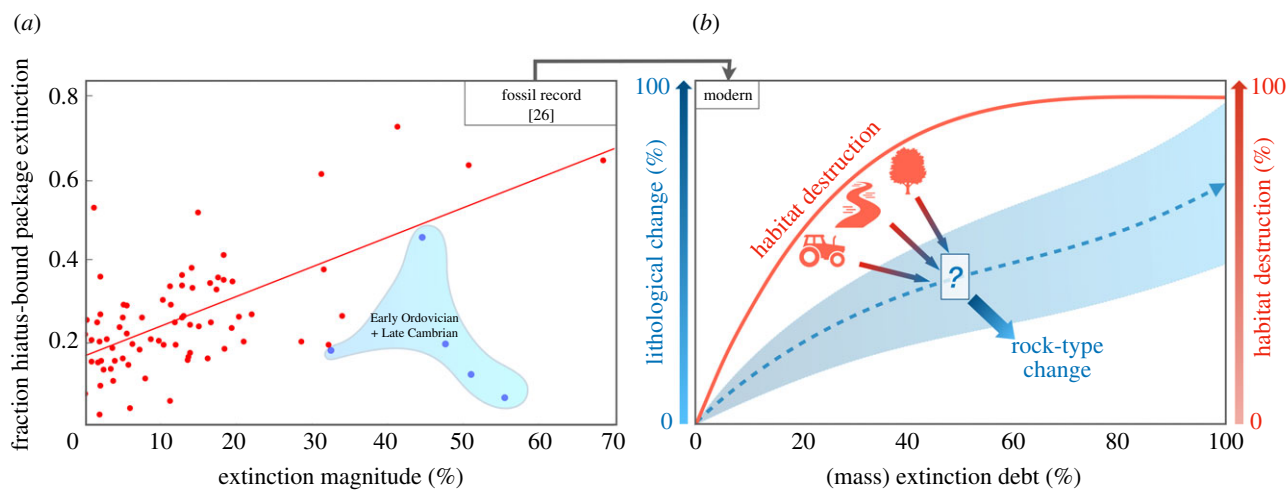 (a)
fraction hiatus-bound package extinction
0.8
0.6
0.4
0.2
0
10
20
30
40
50
60
70
extinction magnitude (%)
fossil record
[26]
Early Ordovician
+ Late Cambrian
(b)
lithological change (%)
100
0
modern
habitat destruction
?
rock-type
change
0
20
40
60
80
100
(mass) extinction debt (%)
100
0
habitat destruction (%)